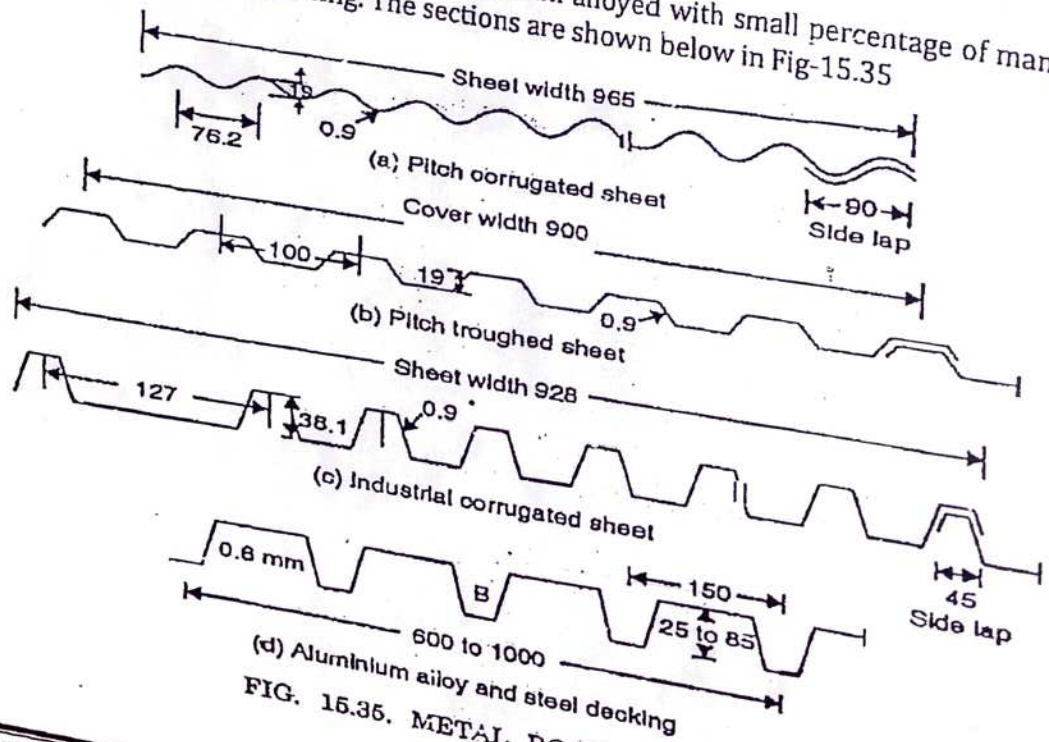 alloyed with small percentage of man
The sections are shown below in Fig-15.35
Sheet width 965
19
76.2
0.9
(a) Pitch corrugated sheet
90
Side lap
Cover width 900
100
19
0.9
(b) Pitch troughed sheet
Sheet width 928
127
38.1
0.9
(c) Industrial corrugated sheet
45
Side lap
0.8 mm
B
150
25 to 85
600 to 1000
(d) Aluminium alloy and steel decking
FIG. 15.35. METAL